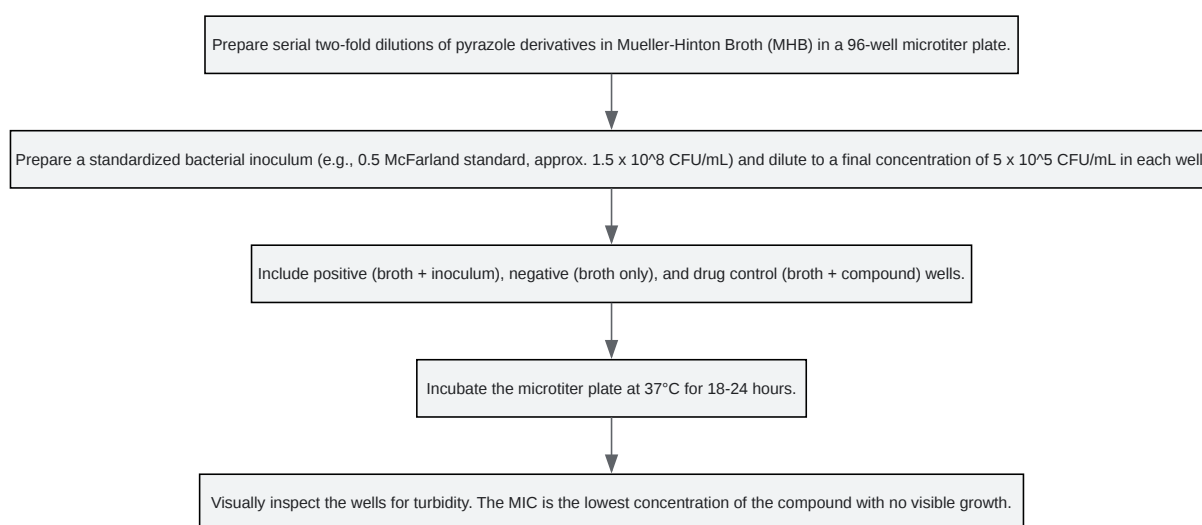 Prepare serial two-fold dilutions of pyrazole derivatives in Mueller-Hinton Broth (MHB) in a 96-well microtiter plate.
Prepare a standardized bacterial inoculum (e.g., 0.5 McFarland standard, approx. 1.5 x 10^8 CFU/mL) and dilute to a final concentration of 5 x 10^5 CFU/mL in each well
Include positive (broth + inoculum), negative (broth only), and drug control (broth + compound) wells.
Incubate the microtiter plate at 37°C for 18-24 hours.
Visually inspect the wells for turbidity. The MIC is the lowest concentration of the compound with no visible growth.